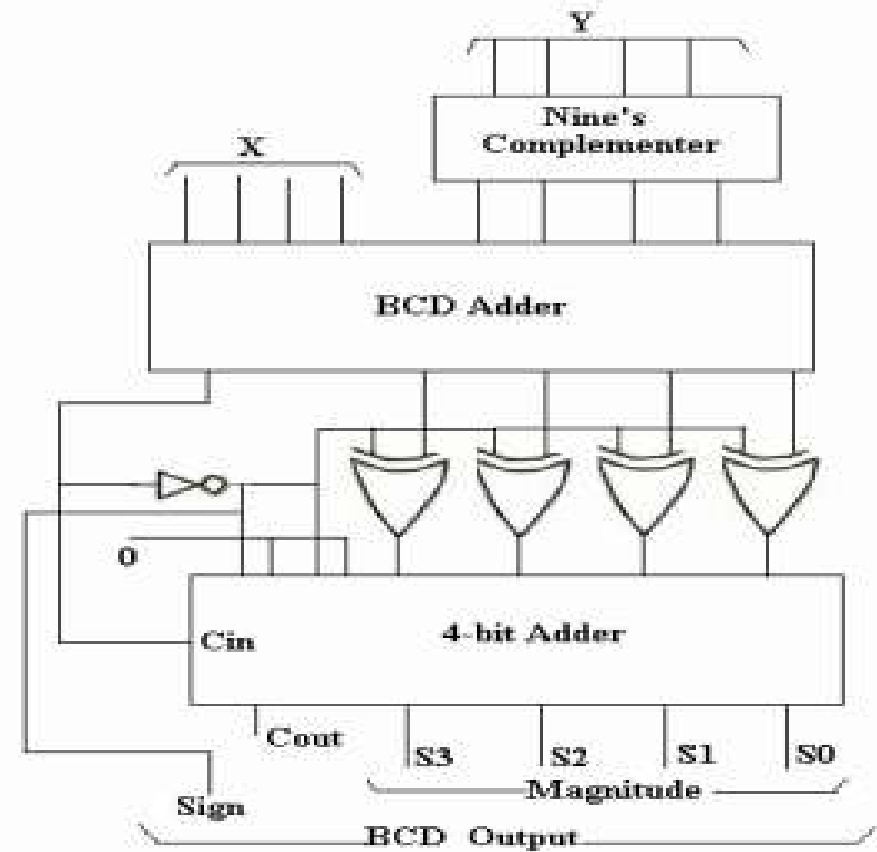 Y
Nine's
Complementer
X
BCD Adder
0
Cin
4-bit Adder
Cout
S3
S2
S1
S0
Magnitude
Sign
BCD Output